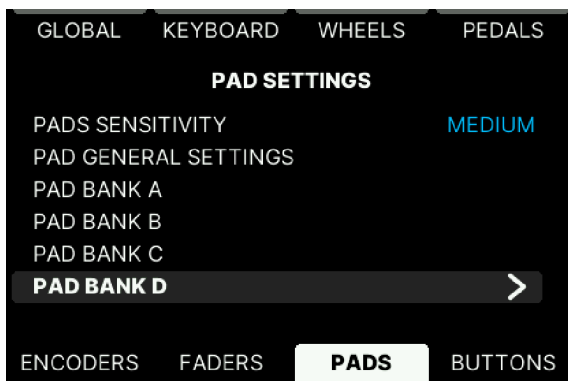 GLOBAL KEYBOARD WHEELS PEDALS
PAD SETTINGS
PADS SENSITIVITY MEDIUM
PAD GENERAL SETTINGS
PAD BANK A
PAD BANK B
PAD BANK C
PAD BANK D
ENCODERS FADERS PADS BUTTONS